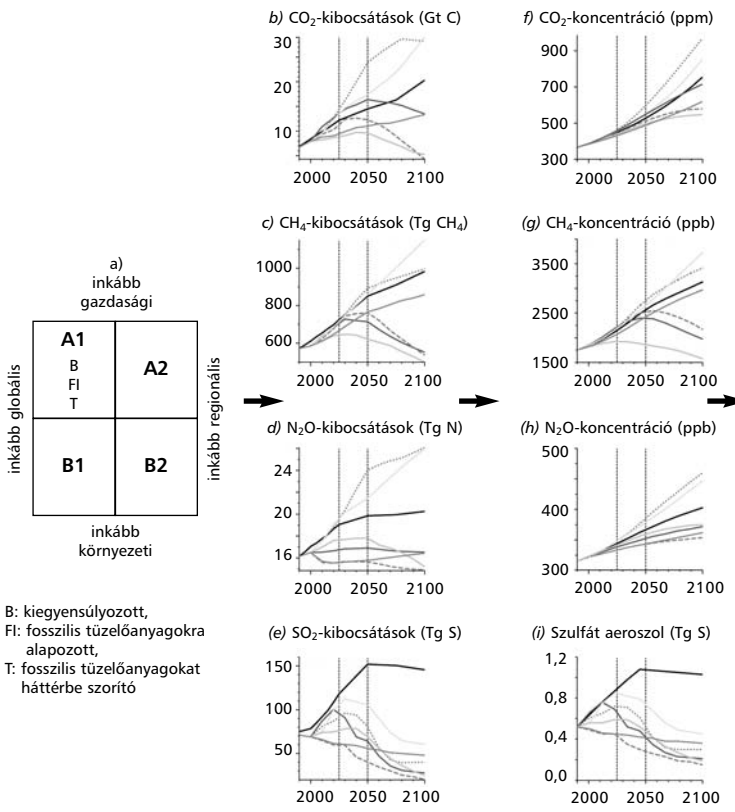 a)
inkább
gazdasági
inkább globális
A1
B
FI
T
A2
B1
B2
inkább regionális
inkább
környezeti
B: kiegyensúlyozott,
FI: fosszilis tüzelőanyagokra
alapozott,
T: fosszilis tüzelőanyagokat
háttérbe szorító
b) CO₂-kibocsátások (Gt C)
30
20
10
2000 2050 2100
c) CH₄-kibocsátások (Tg CH₄)
1000
800
600
2000 2050 2100
d) N₂O-kibocsátások (Tg N)
24
20
16
2000 2050 2100
(e) SO₂-kibocsátások (Tg S)
150
100
50
2000 2050 2100
f) CO₂-koncentráció (ppm)
900
700
500
300
2000 2050 2100
(g) CH₄-koncentráció (ppb)
3500
2500
1500
2000 2050 2100
(h) N₂O-koncentráció (ppb)
500
400
350
300
2000 2050 2100
(i) Szulfát aeroszol (Tg S)
1,2
0,8
0,4
0,0
2000 2050 2100